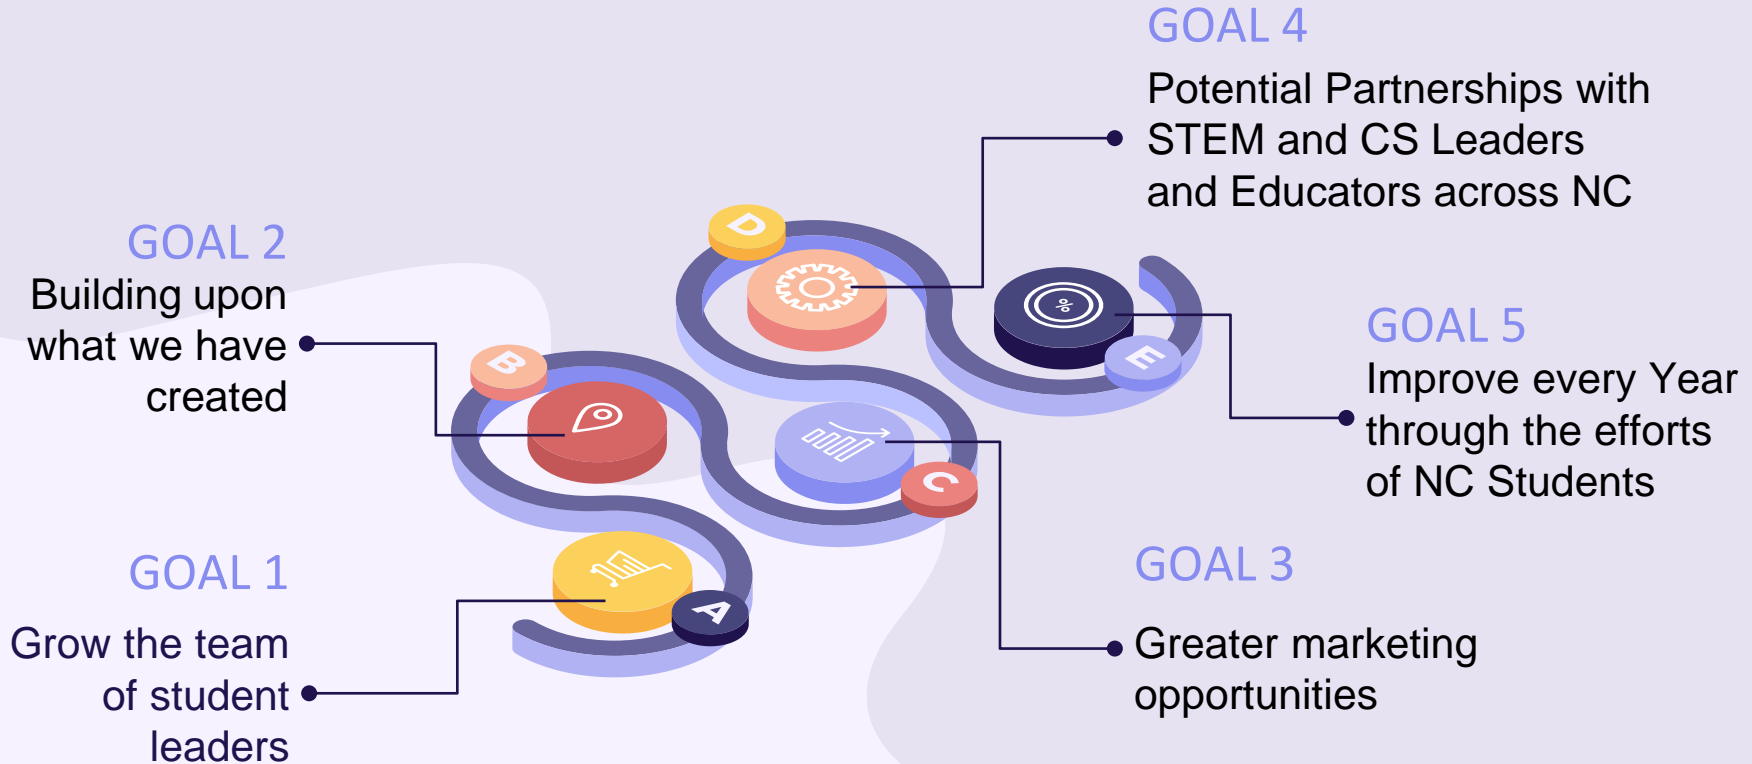 GOAL 4
Potential Partnerships with
STEM and CS Leaders
and Educators across NC
GOAL 2
Building upon
what we have
created
GOAL 5
Improve every Year
through the efforts
of NC Students
GOAL 1
Grow the team
of student
leaders
GOAL 3
Greater marketing
opportunities
D
B
%
E
C
A